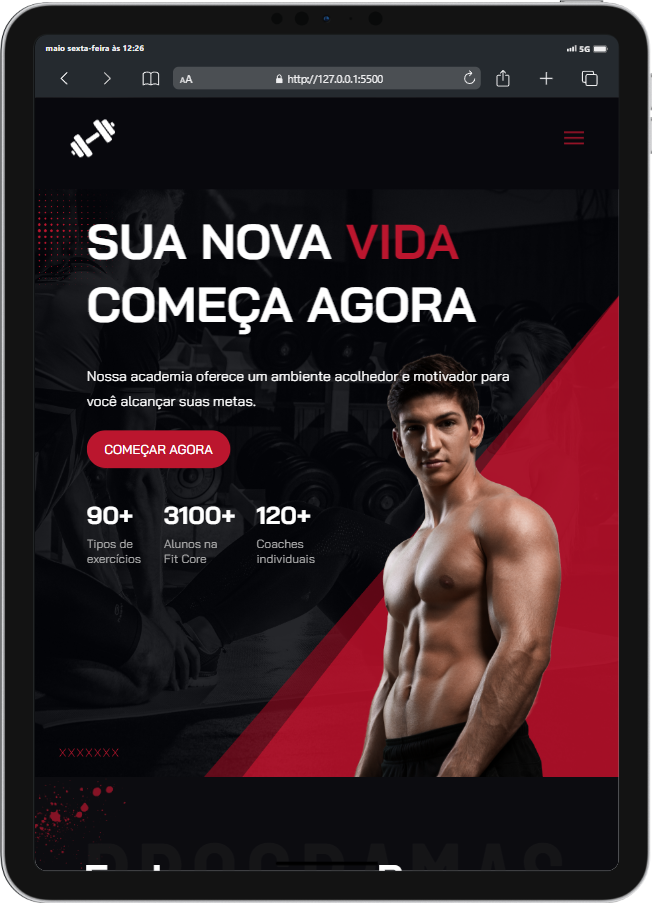 maio sexta-feira às 12:26
5G
AA
http://127.0.0.1:5500
SUA NOVA VIDA
COMEÇA AGORA
Nossa academia oferece um ambiente acolhedor e motivador para
você alcançar suas metas.
COMEÇAR AGORA
90+ 3100+ 120+
Tipos de Alunos na Coaches
exercícios Fit Core individuais
XXXXXXX
PROGRAMAS